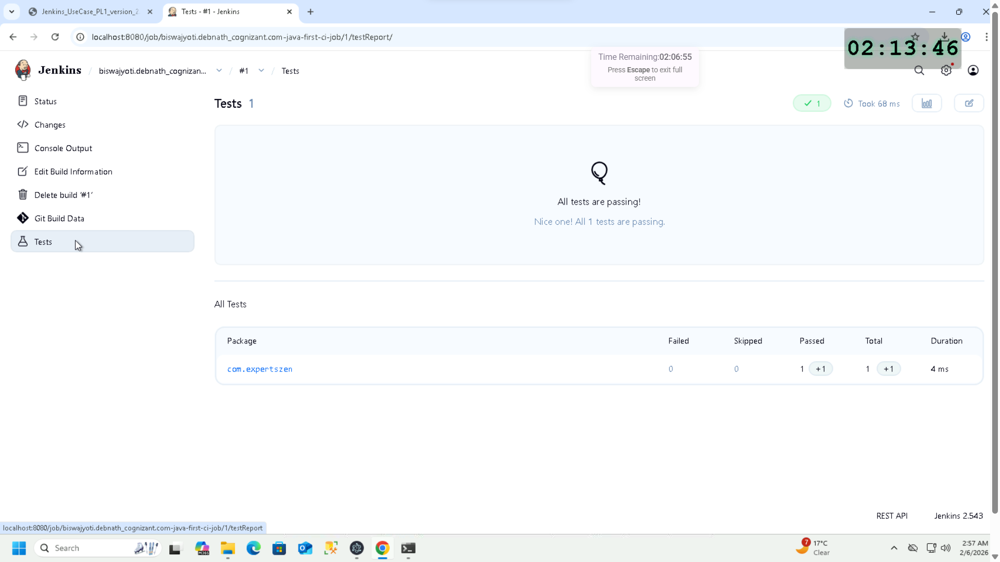 Jenkins_UseCase_PL1_version_2
Tests - #1 - Jenkins
localhost:8080/job/biswajyoti.debnath_cognizant.com-java-first-ci-job/1/testReport/
02:13:46
Time Remaining:02:06:55
Press Escape to exit full
screen
Jenkins / biswajyoti.debnath_cognizan... / #1 / Tests
Status
Changes
Console Output
Edit Build Information
Delete build '#1'
Git Build Data
Tests
Tests 1
1
Took 68 ms
All tests are passing!
Nice one! All 1 tests are passing.
All Tests
Package Failed Skipped Passed Total Duration
com.expertszen 0 0 1 +1 1 +1 4 ms
REST API Jenkins 2.543
localhost:8080/job/biswajyoti.debnath_cognizant.com-java-first-ci-job/1/testReport
Search
M365
7
17°C
Clear
2:57 AM
2/6/2026